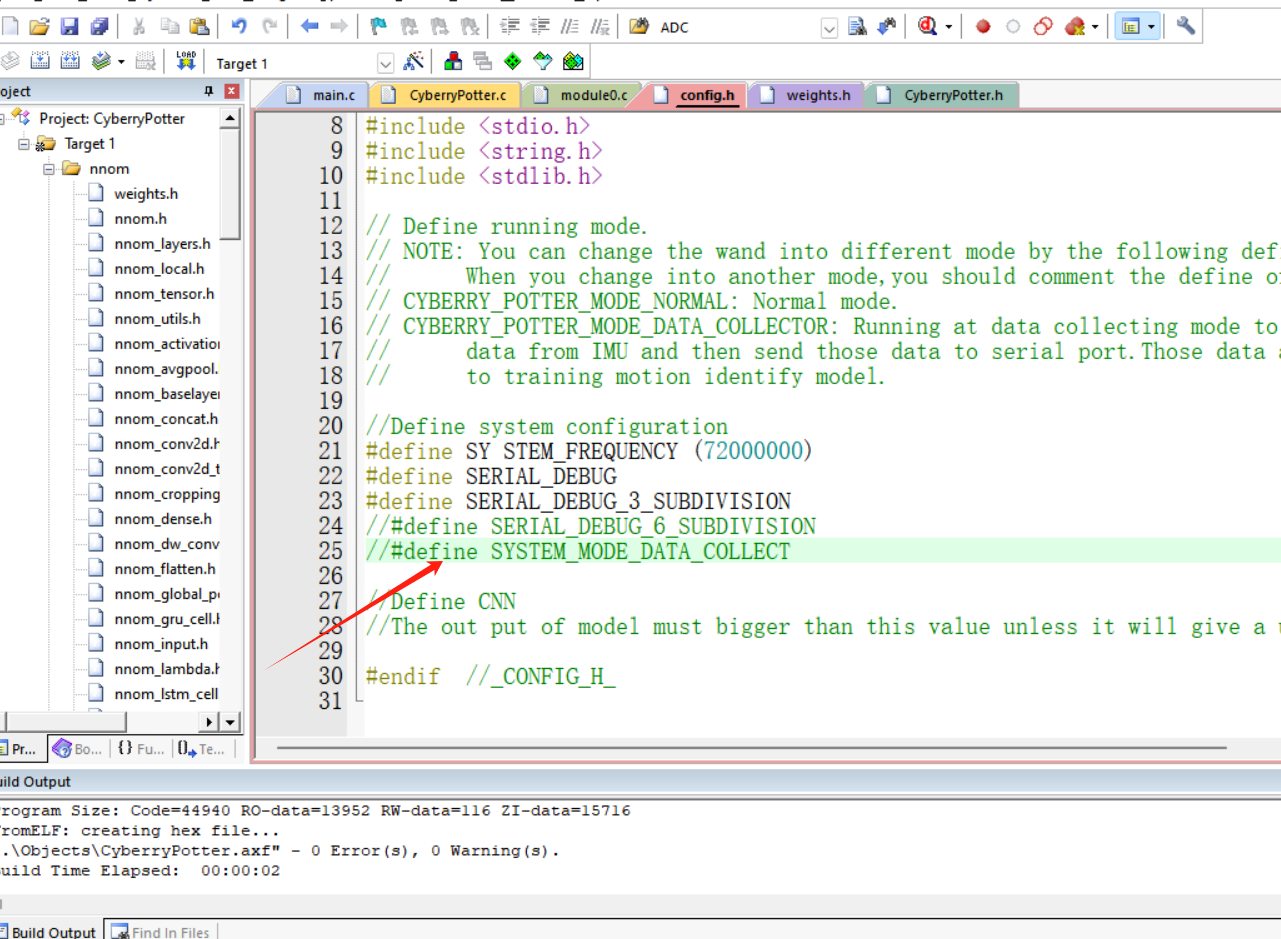 ADC
LOAD
Target 1
oject
main.c
CyberryPotter.c
module0.c
config.h
weights.h
CyberryPotter.h
Project: CyberryPotter
Target 1
nnom
weights.h
nnom.h
nnom_layers.h
nnom_local.h
nnom_tensor.h
nnom_utils.h
nnom_activation
nnom_avgpool.
nnom_baselayer
nnom_concat.h
nnom_conv2d.h
nnom_conv2d_t
nnom_cropping
nnom_dense.h
nnom_dw_conv
nnom_flatten.h
nnom_global_p
nnom_gru_cell.h
nnom_input.h
nnom_lambda.h
nnom_lstm_cell
Pr...
Bo...
{} Fu...
Te...
8 #include <stdio.h>
9 #include <string.h>
10 #include <stdlib.h>
11
12 // Define running mode.
13 // NOTE: You can change the wand into different mode by the following def
14 // When you change into another mode,you should comment the define o
15 // CYBERRY_POTTER_MODE_NORMAL: Normal mode.
16 // CYBERRY_POTTER_MODE_DATA_COLLECTOR: Running at data collecting mode to
17 // data from IMU and then send those data to serial port.Those data a
18 // to training motion identify model.
19
20 //Define system configuration
21 #define SY STEM_FREQUENCY (72000000)
22 #define SERIAL_DEBUG
23 #define SERIAL_DEBUG_3_SUBDIVISION
24 //#define SERIAL_DEBUG_6_SUBDIVISION
25 //#define SYSTEM_MODE_DATA_COLLECT
26
27 //Define CNN
28 //The out put of model must bigger than this value unless it will give a
29
30 #endif //_CONFIG_H_
31
uild Output
rogram Size: Code=44940 RO-data=13952 RW-data=116 ZI-data=15716
romELF: creating hex file...
.\Objects\CyberryPotter.axf" - 0 Error(s), 0 Warning(s).
uild Time Elapsed: 00:00:02
Build Output
Find In Files